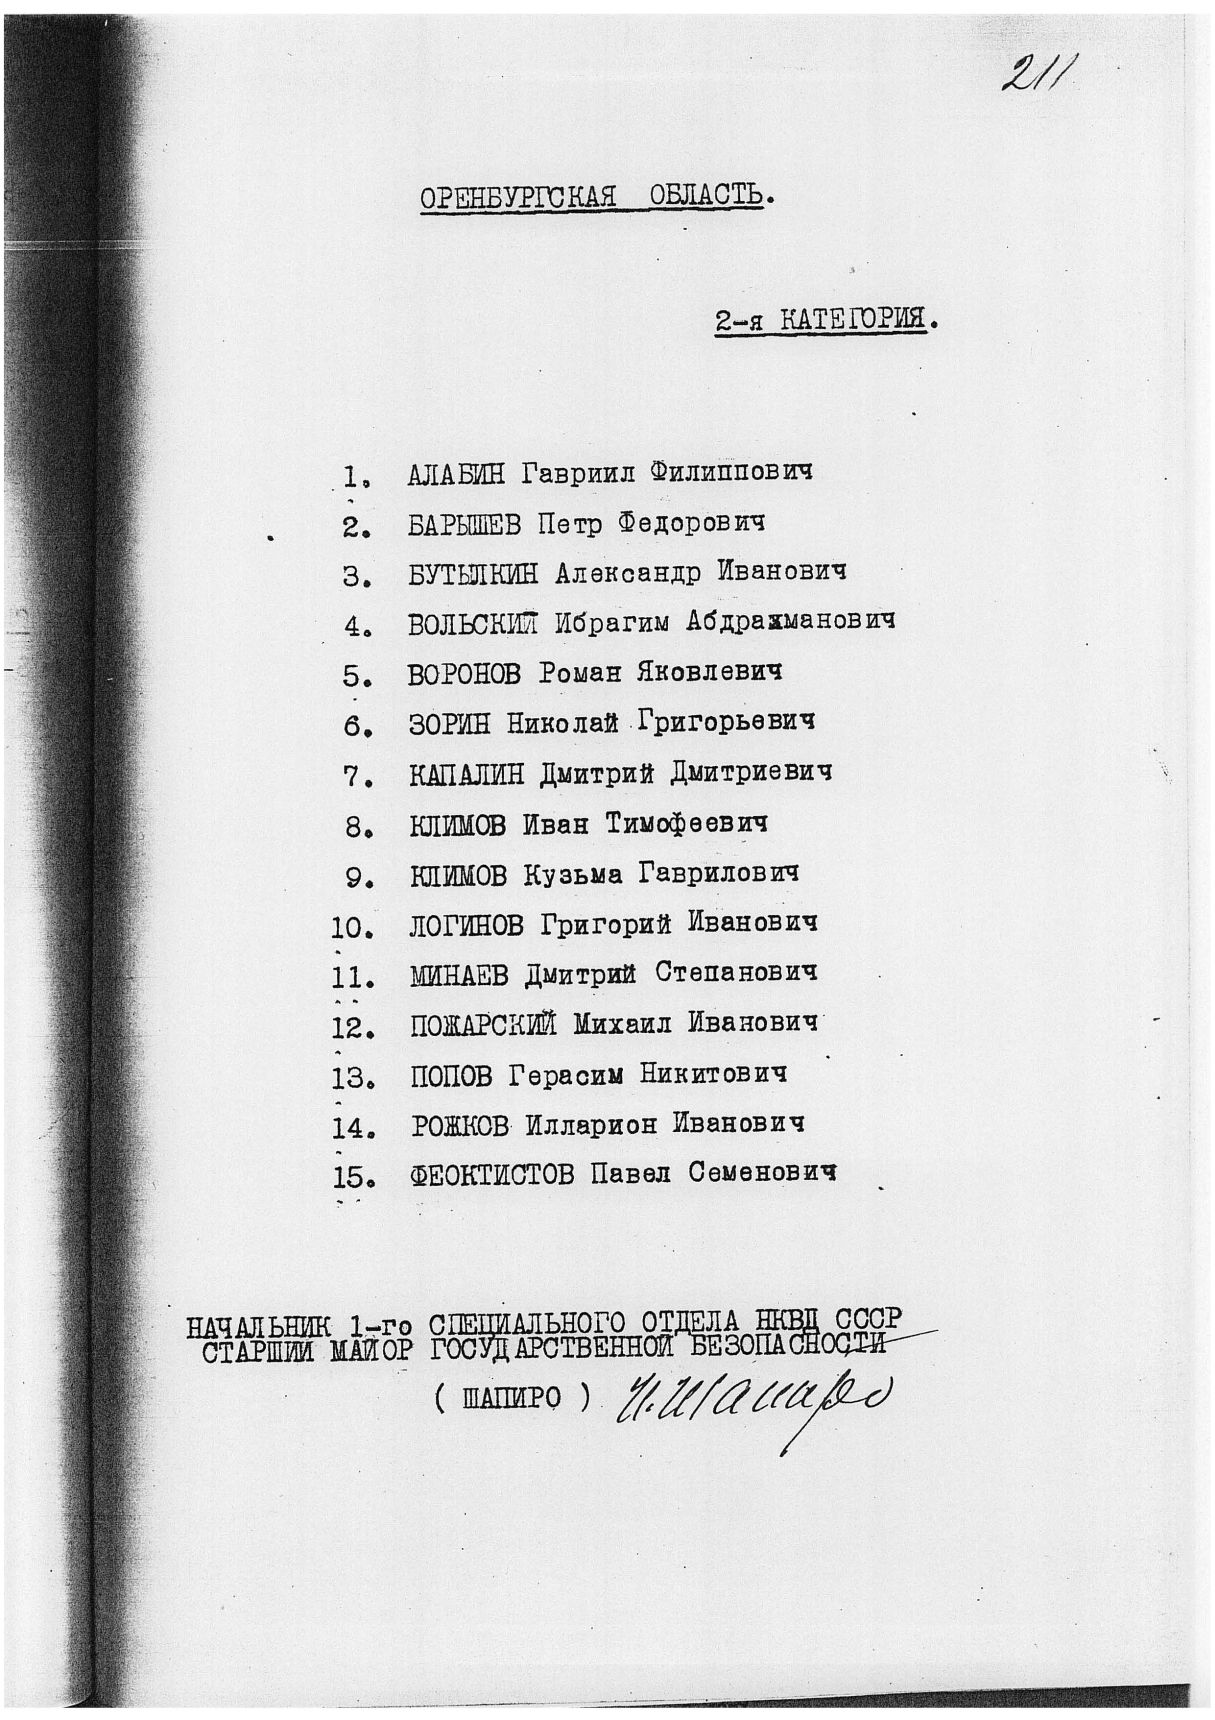 211
ОРЕНБУРГСКАЯ ОБЛАСТЬ.
2-я КАТЕГОРИЯ.
1. АЛАБИН Гавриил Филиппович
2. БАРЫШЕВ Петр Федорович
3. БУТЫЛКИН Александр Иванович
4. ВОЛЬСКИЙ Ибрагим Абдрахманович
5. ВОРОНОВ Роман Яковлевич
6. ЗОРИН Николай Григорьевич
7. КАПАЛИН Дмитрий Дмитриевич
8. КЛИМОВ Иван Тимофеевич
9. КЛИМОВ Кузьма Гаврилович
10. ЛОГИНОВ Григорий Иванович
11. МИНАЕВ Дмитрий Степанович
12. ПОЖАРСКИЙ Михаил Иванович
13. ПОПОВ Герасим Никитович
14. РОЖКОВ Илларион Иванович
15. ФЕОКТИСТОВ Павел Семенович
НАЧАЛЬНИК 1-го СПЕЦИАЛЬНОГО ОТДЕЛА НКВД СССР
СТАРШИЙ МАЙОР ГОСУДАРСТВЕННОЙ БЕЗОПАСНОСТИ
( ШАПИРО ) И.Шапиро